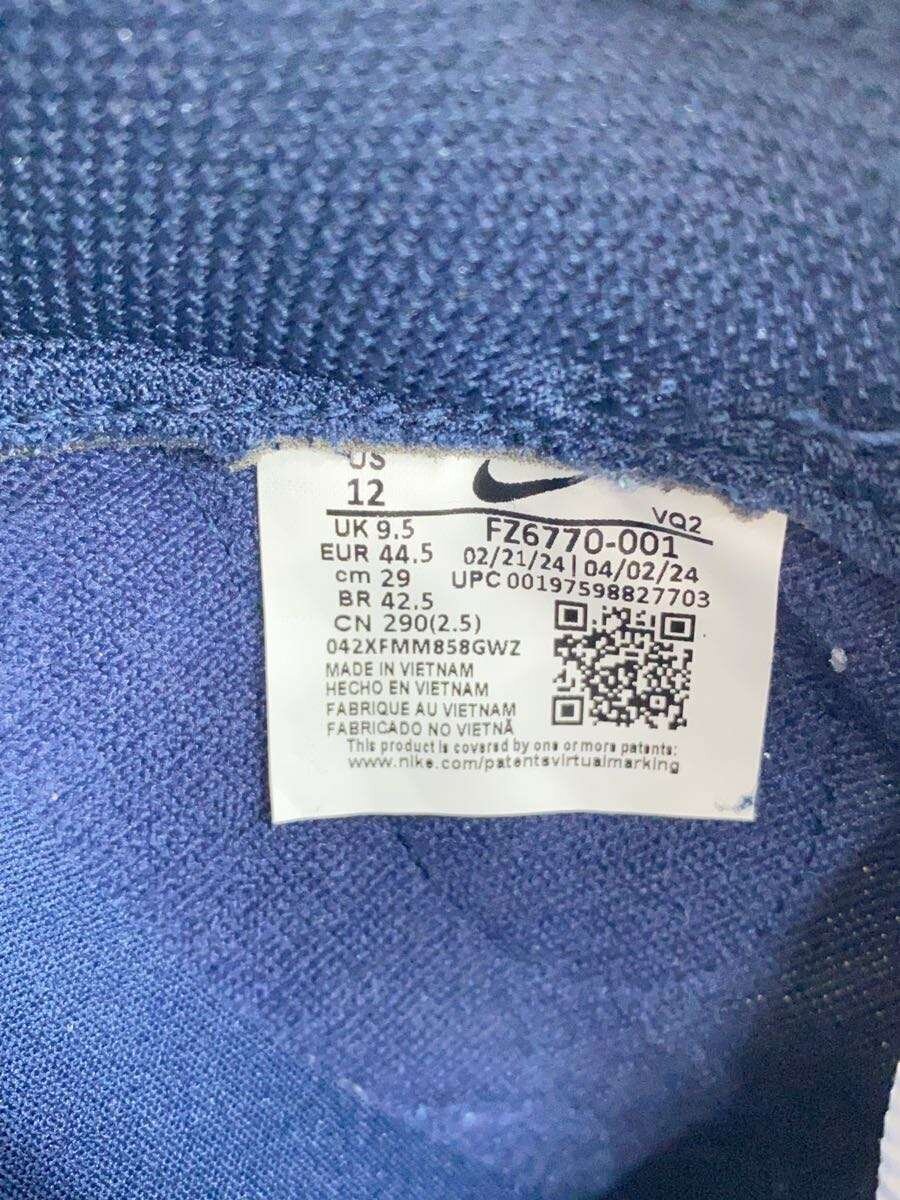 US
12
UK 9.5
EUR 44.5
cm 29
BR 42.5
CN 290(2.5)
042XFMM858GWZ
VQ2
FZ6770-001
02/21/24 | 04/02/24
UPC 00197598827703
MADE IN VIETNAM
HECHO EN VIETNAM
FABRIQUE AU VIETNAM
FABRICADO NO VIETNÃ
This product is covered by one or more patents:
www.nike.com/patentsvirtualmarking